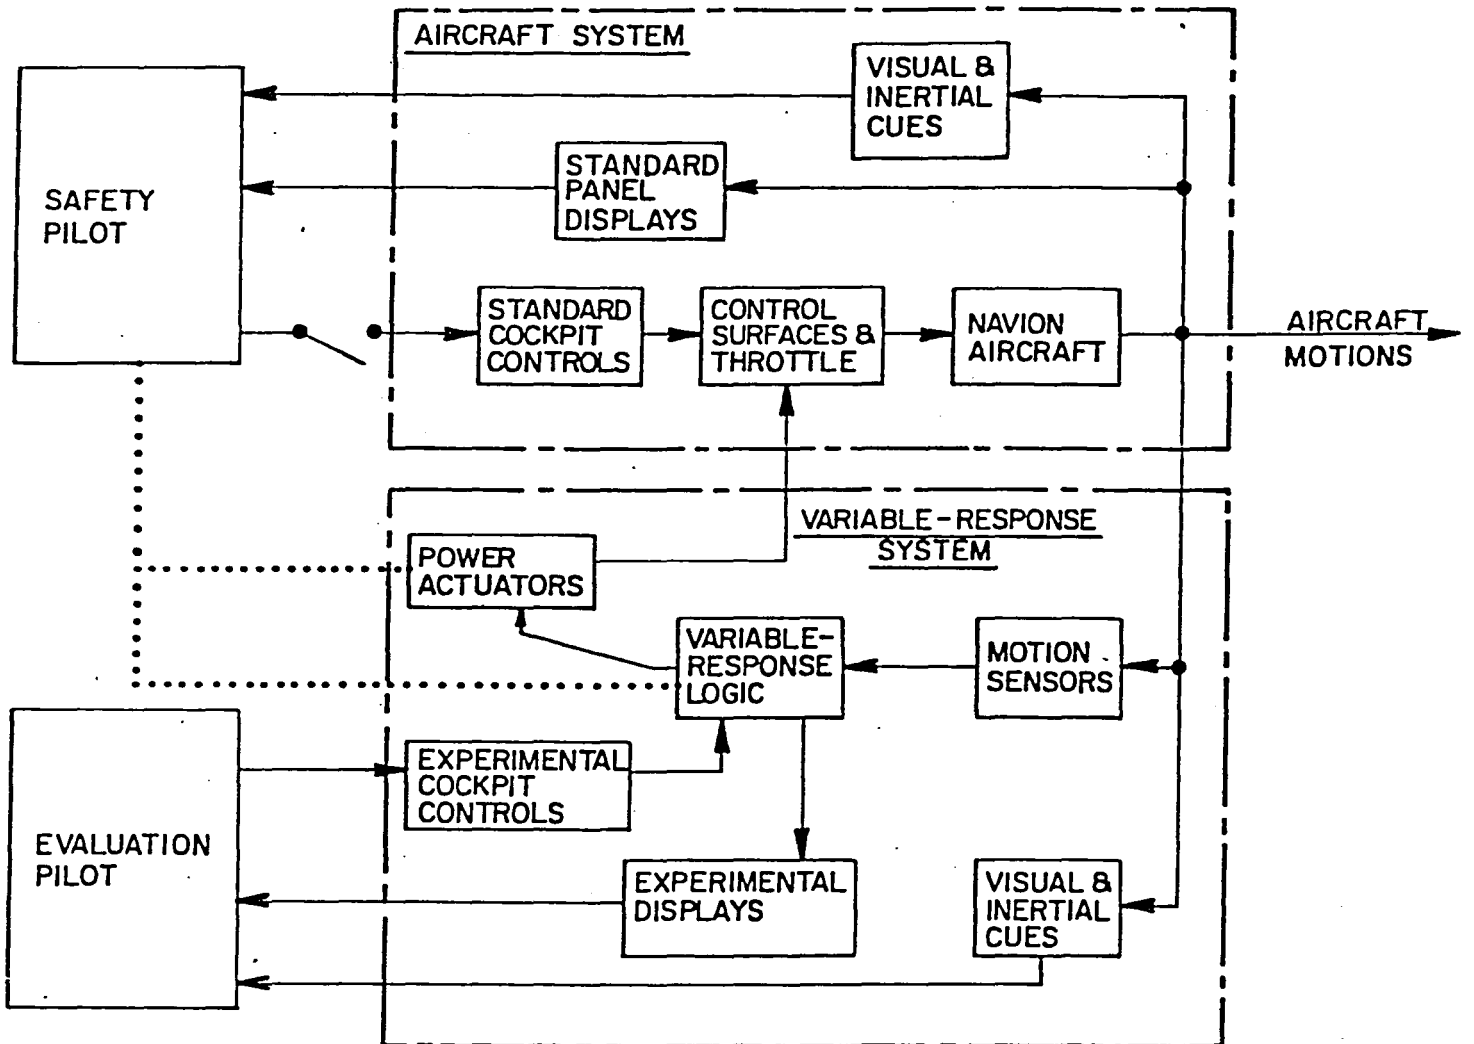 AIRCRAFT SYSTEM
VISUAL &
INERTIAL
CUES
STANDARD
PANEL
DISPLAYS
SAFETY
PILOT
STANDARD
COCKPIT
CONTROLS
CONTROL
SURFACES &
THROTTLE
NAVION
AIRCRAFT
AIRCRAFT
MOTIONS
VARIABLE-RESPONSE
SYSTEM
POWER
ACTUATORS
VARIABLE-
RESPONSE
LOGIC
MOTION
SENSORS
EXPERIMENTAL
COCKPIT
CONTROLS
EVALUATION
PILOT
EXPERIMENTAL
DISPLAYS
VISUAL &
INERTIAL
CUES